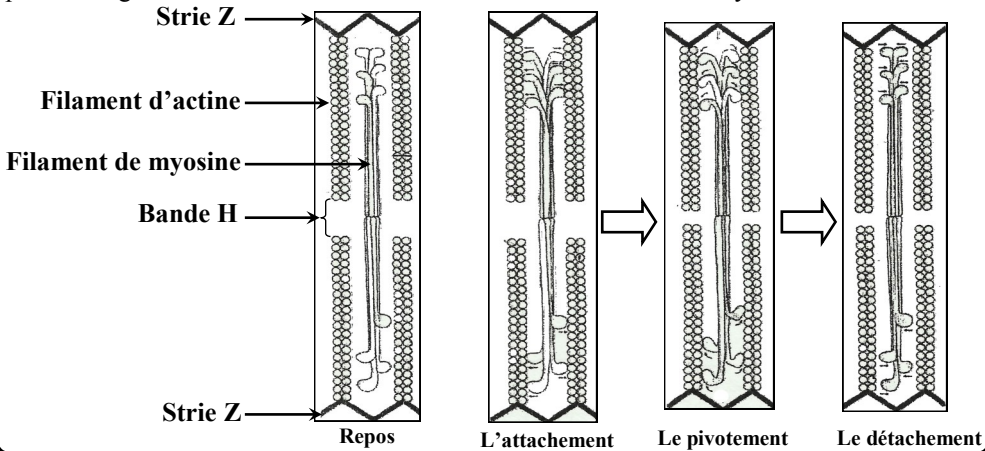 Strie Z
Filament d'actine
Filament de myosine
Bande H
Strie Z
Repos
L'attachement
Le pivotement
Le détachement